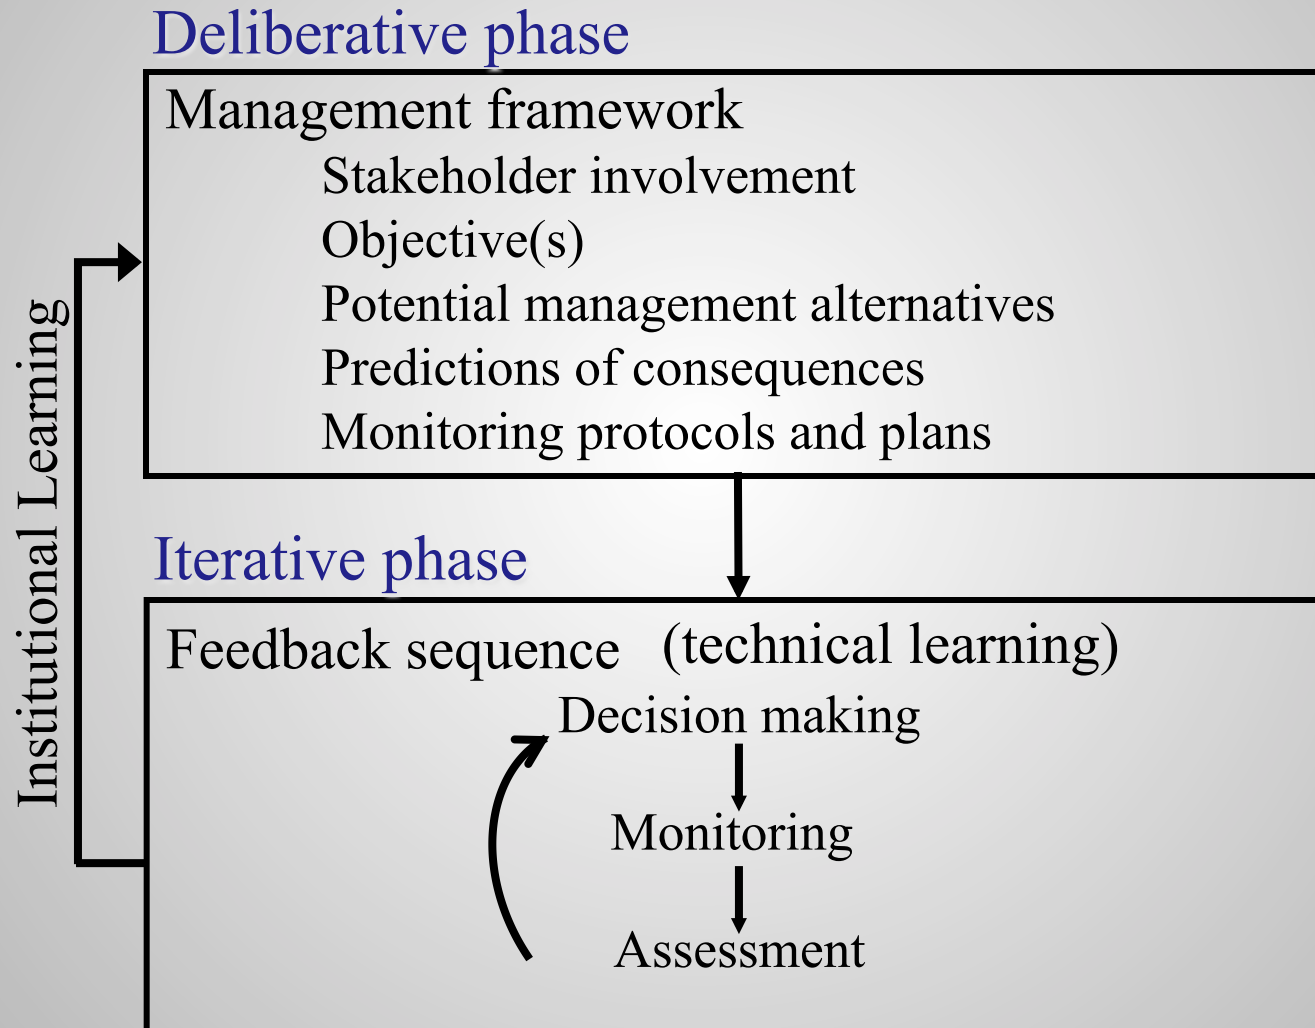 Deliberative phase
Management framework
Stakeholder involvement
Objective(s)
Potential management alternatives
Predictions of consequences
Monitoring protocols and plans
Institutional Learning
Iterative phase
Feedback sequence (technical learning)
Decision making
Monitoring
Assessment